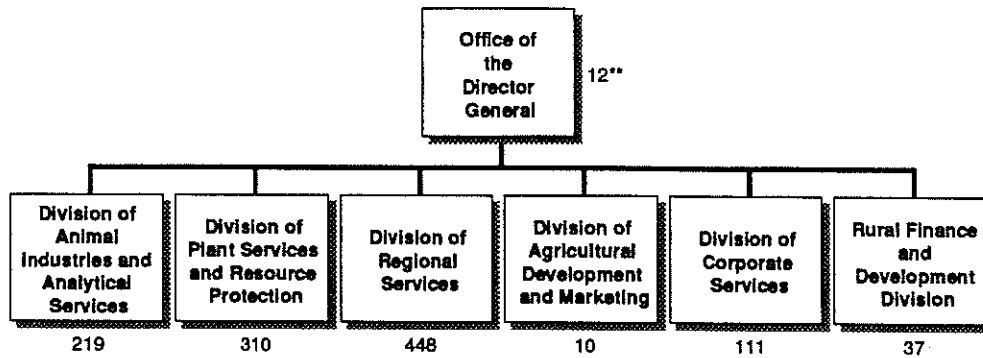 Office of
the
Director
General
12**
Division of
Animal
Industries and
Analytical
Services
219
Division of
Plant Services
and Resource
Protection
310
Division of
Regional
Services
448
Division of
Agricultural
Development
and Marketing
10
Division of
Corporate
Services
111
Rural Finance
and
Development
Division
37